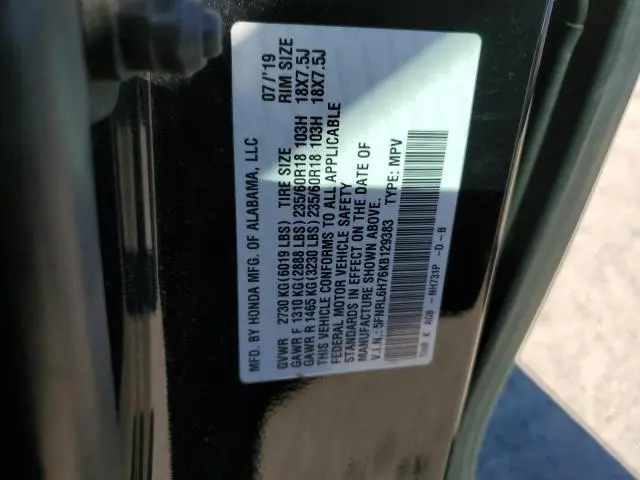 MFD. BY HONDA MFG. OF ALABAMA, LLC 07/'19
GVWR 2730 KG(6019 LBS) TIRE SIZE RIM SIZE
GAWR F 1310 KG(2888 LBS)235/60R18 103H 18X7.5J
GAWR R 1465 KG(3230 LBS)235/60R18 103H 18X7.5J
THIS VEHICLE CONFORMS TO ALL APPLICABLE
FEDERAL MOTOR VEHICLE SAFETY
STANDARDS IN EFFECT ON THE DATE OF
MANUFACTURE SHOWN ABOVE.
V.I.N.: 5FNRL6H76KB129383 TYPE: MPV
THR K A08 -NH731P -D-B